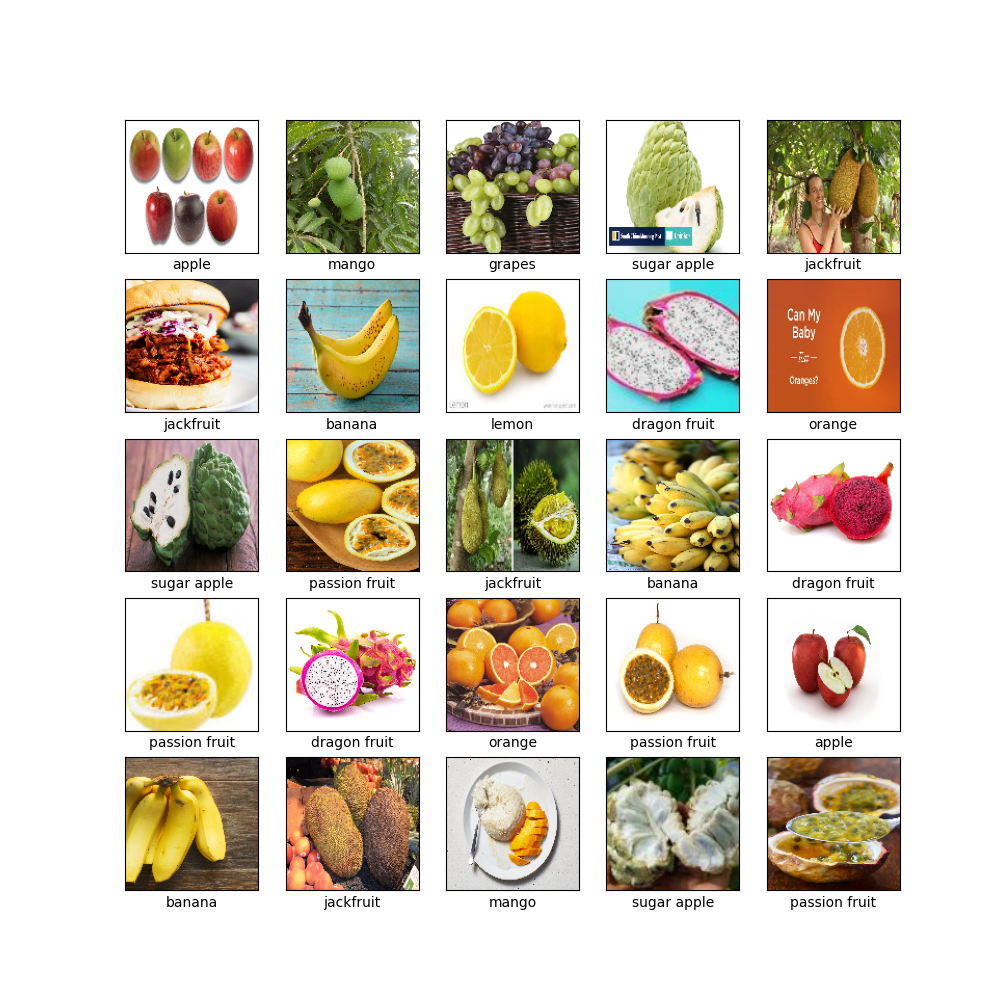 apple
mango
grapes
sugar apple
jackfruit
jackfruit
banana
Lemon
lemon
dragon fruit
Can My
Baby
Oranges?
orange
sugar apple
passion fruit
jackfruit
banana
dragon fruit
passion fruit
dragon fruit
orange
passion fruit
apple
banana
jackfruit
mango
sugar apple
passion fruit